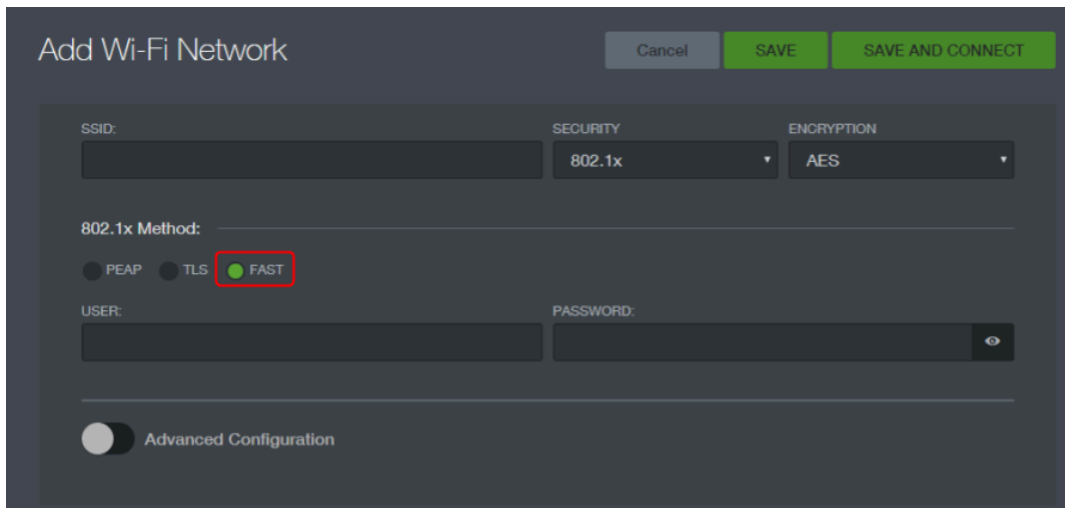 Add Wi-Fi Network Cancel SAVE SAVE AND CONNECT
SSID: SECURITY ENCRYPTION
802.1x AES
802.1x Method:
PEAP TLS FAST
USER: PASSWORD:
Advanced Configuration